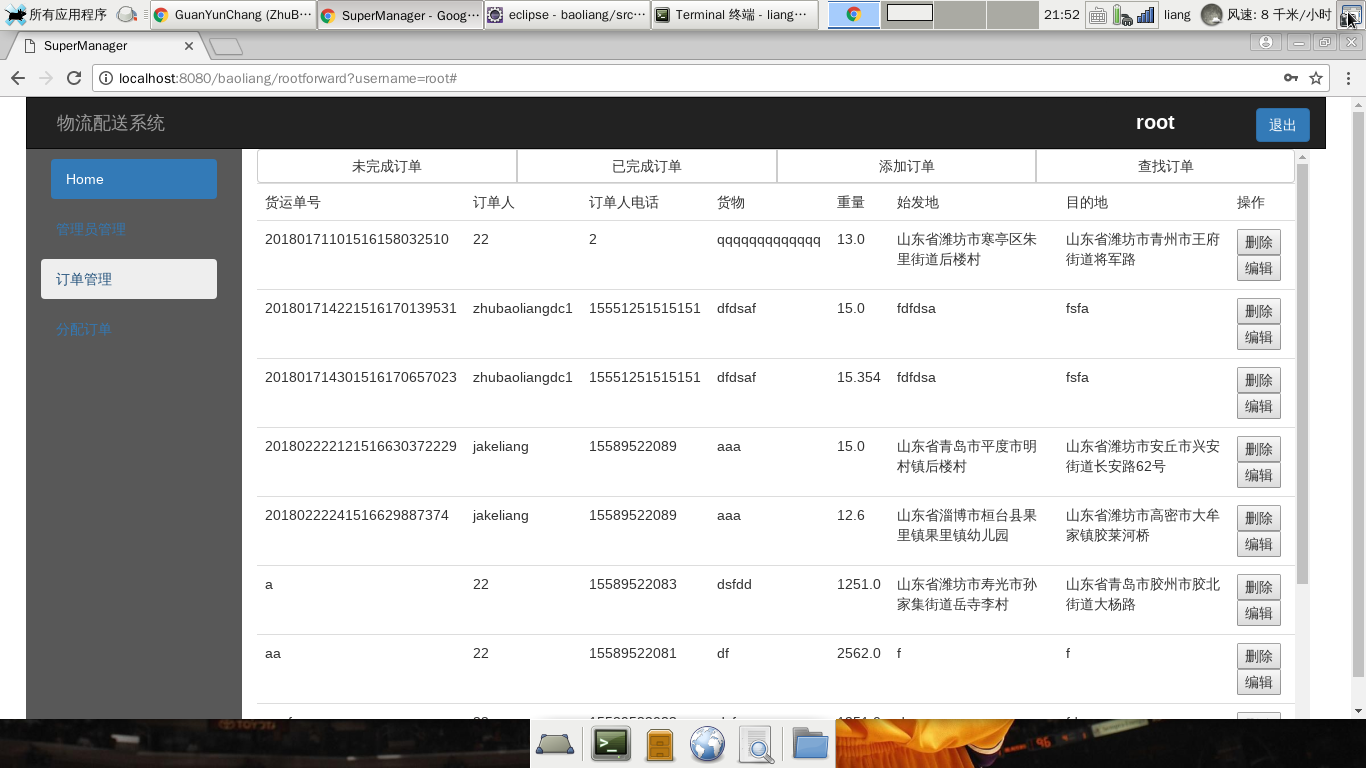 所有应用程序 GuanYunChang (ZhuB··· SuperManager - Goog··· eclipse - baoliang/src··· Terminal 终端 - liang··· 21:52 liang 风速: 8 千米/小时
SuperManager
localhost:8080/baoliang/rootforward?username=root#
物流配送系统 root 退出
Home
管理员管理
订单管理
分配订单
未完成订单 已完成订单 添加订单 查找订单
货运单号 订单人 订单人电话 货物 重量 始发地 目的地 操作
20180171101516158032510 22 2 qqqqqqqqqqqqq 13.0 山东省潍坊市寒亭区朱 山东省潍坊市青州市王府 删除
里街道后楼村 街道将军路 编辑
201801714221516170139531 zhubaoliangdc1 15551251515151 dfdsaf 15.0 fdfdsa fsfa 删除
编辑
201801714301516170657023 zhubaoliangdc1 15551251515151 dfdsaf 15.354 fdfdsa fsfa 删除
编辑
201802222121516630372229 jakeliang 15589522089 aaa 15.0 山东省青岛市平度市明 山东省潍坊市安丘市兴安 删除
村镇后楼村 街道长安路62号 编辑
20180222241516629887374 jakeliang 15589522089 aaa 12.6 山东省淄博市桓台县果 山东省潍坊市高密市大牟 删除
里镇果里镇幼儿园 家镇胶莱河桥 编辑
a 22 15589522083 dsfdd 1251.0 山东省潍坊市寿光市孙 山东省青岛市胶州市胶北 删除
家集街道岳寺李村 街道大杨路 编辑
aa 22 15589522081 df 2562.0 f f 删除
编辑